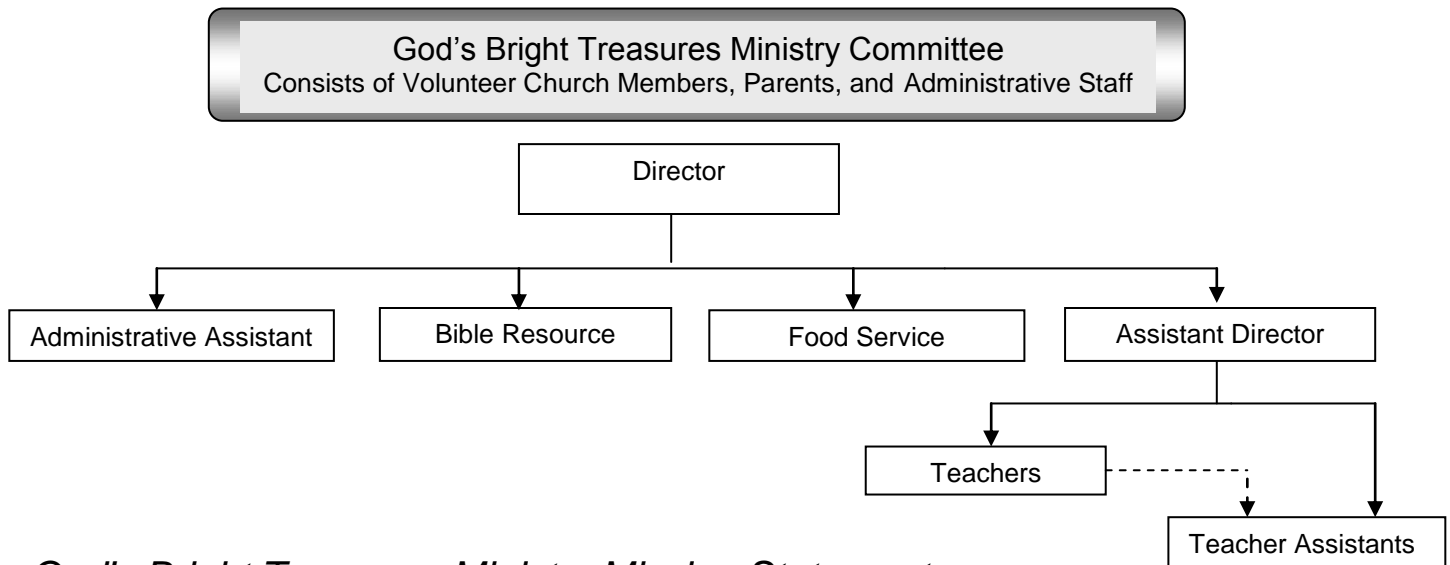 God's Bright Treasures Ministry Committee
Consists of Volunteer Church Members, Parents, and Administrative Staff
Director
Administrative Assistant
Bible Resource
Food Service
Assistant Director
Teachers
Teacher Assistants